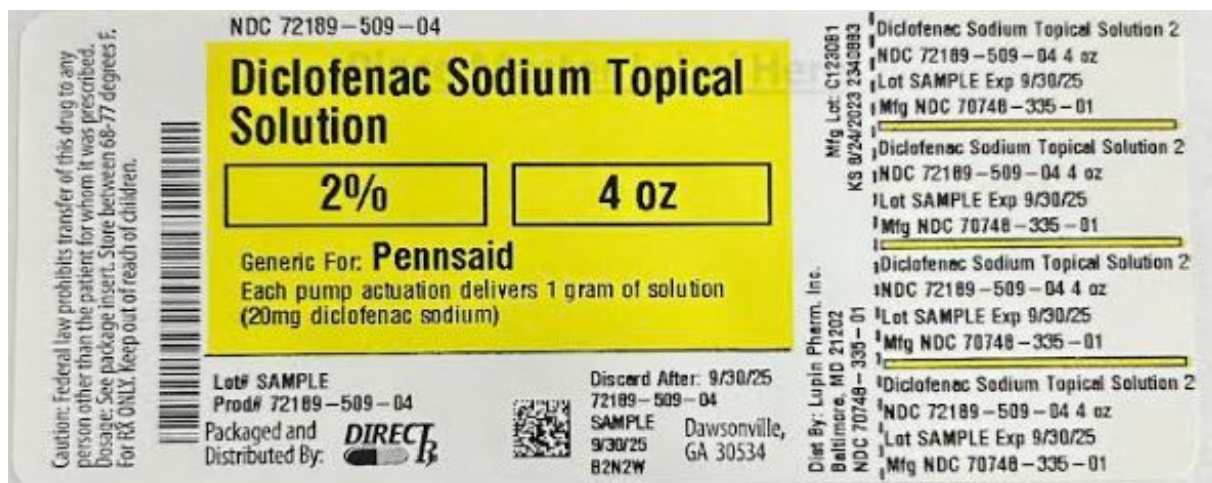 Caution: Federal law prohibits transfer of this drug to any
person other than the patient for whom it was prescribed.
Dosage: See package insert. Store between 68-77 degrees F.
For RX ONLY. Keep out of reach of children.
NDC 72189-509-04
Diclofenac Sodium Topical
Solution
2%
4 oz
Generic For: Pennsaid
Each pump actuation delivers 1 gram of solution
(20mg diclofenac sodium)
Lot# SAMPLE
Prod# 72189-509-04
Packaged and
Distributed By:
DIRECT Rx
Discard After: 9/30/25
72189-509-04
SAMPLE
9/30/25
B2N2W
Dawsonville,
GA 30534
Mfg Lot: C123081
KS 8/24/2023 2340883
Dist By: Lupin Pharm. Inc.
Baltimore, MD 21202
NDC 70748-335-01
Diclofenac Sodium Topical Solution 2
NDC 72189-509-04 4 oz
Lot SAMPLE Exp 9/30/25
Mfg NDC 70748-335-01
Diclofenac Sodium Topical Solution 2
NDC 72189-509-04 4 oz
Lot SAMPLE Exp 9/30/25
Mfg NDC 70748-335-01
Diclofenac Sodium Topical Solution 2
NDC 72189-509-04 4 oz
Lot SAMPLE Exp 9/30/25
Mfg NDC 70748-335-01
Diclofenac Sodium Topical Solution 2
NDC 72189-509-04 4 oz
Lot SAMPLE Exp 9/30/25
Mfg NDC 70748-335-01